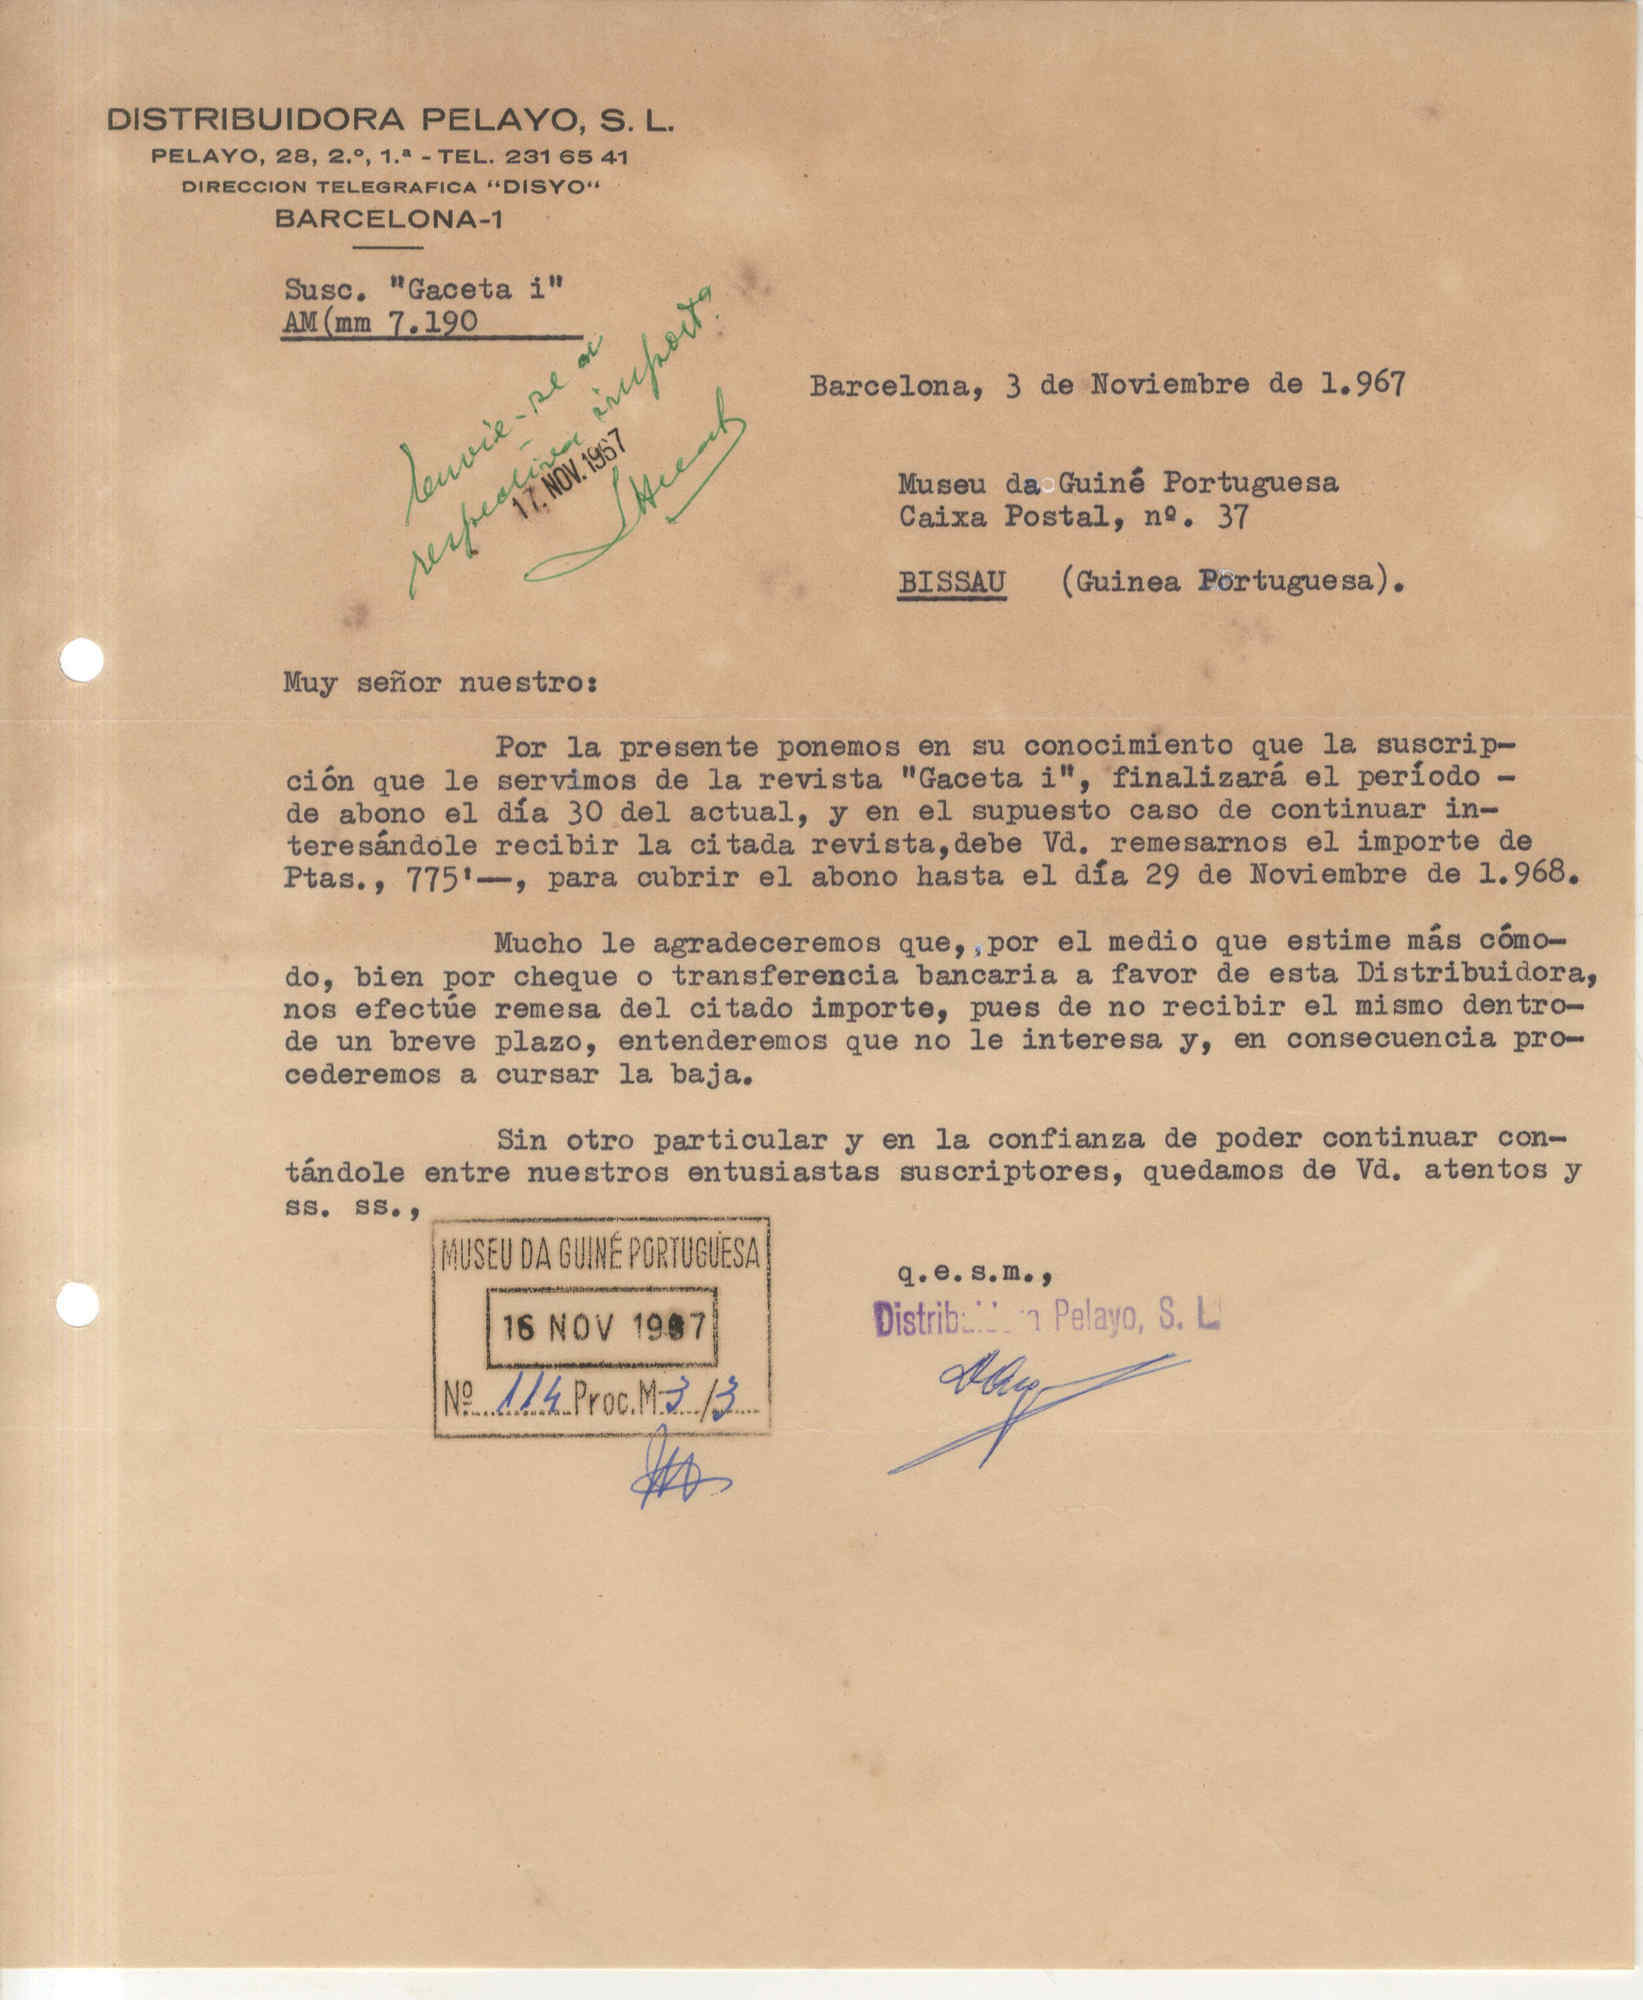 DISTRIBUIDORA PELAYO, S. L.
PELAYO, 28, 2.º, 1.ª - TEL. 231 65 41
DIRECCION TELEGRAFICA "DISYO"
BARCELONA-1
Susc. "Gaceta i"
AM(mm 7.190
Envie-se a
respectiva importª.
17. NOV. 1967
Barcelona, 3 de Noviembre de 1.967
Museu da Guiné Portuguesa
Caixa Postal, nº. 37
BISSAU (Guinea Portuguesa).
Muy señor nuestro:
Por la presente ponemos en su conocimiento que la suscrip-
ción que le servimos de la revista "Gaceta i", finalizará el período -
de abono el día 30 del actual, y en el supuesto caso de continuar in-
teresándole recibir la citada revista,debe Vd. remesarnos el importe de
Ptas., 775'—, para cubrir el abono hasta el día 29 de Noviembre de 1.968.
Mucho le agradeceremos que, por el medio que estime más cómo-
do, bien por cheque o transferencia bancaria a favor de esta Distribuidora,
nos efectúe remesa del citado importe, pues de no recibir el mismo dentro-
de un breve plazo, entenderemos que no le interesa y, en consecuencia pro-
cederemos a cursar la baja.
Sin otro particular y en la confianza de poder continuar con-
tándole entre nuestros entusiastas suscriptores, quedamos de Vd. atentos y
ss. ss.,
MUSEU DA GUINÉ PORTUGUESA
16 NOV 1967
Nº 114 Proc. M-3/3
q.e.s.m.,
Distribuidora Pelayo, S. L.